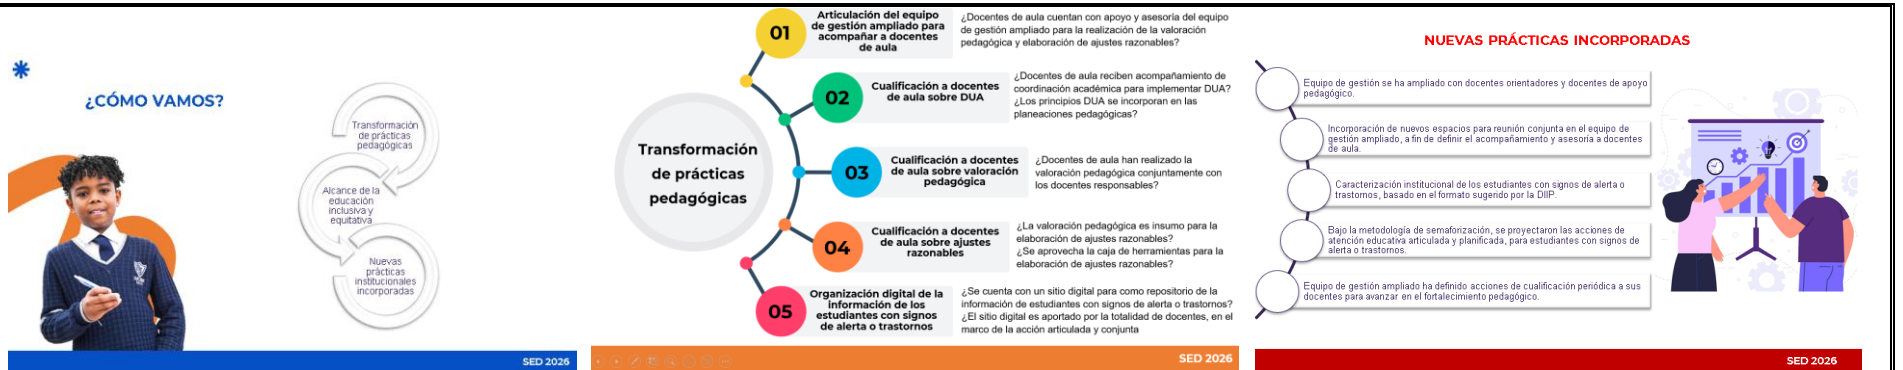 ¿CÓMO VAMOS?
Transformación
de prácticas
pedagógicas
Alcance de la
educación
inclusiva y
equitativa
Nuevas
prácticas
institucionales
incorporadas
SED 2026
Transformación
de prácticas
pedagógicas
01
Articulación del equipo
de gestión ampliado para
acompañar a docentes
de aula
¿Docentes de aula cuentan con apoyo y asesoría del equipo
de gestión ampliado para la realización de la valoración
pedagógica y elaboración de ajustes razonables?
02
Cualificación a docentes
de aula sobre DUA
¿Docentes de aula reciben acompañamiento de
coordinación académica para implementar DUA?
¿Los principios DUA se incorporan en las
planeaciones pedagógicas?
03
Cualificación a docentes
de aula sobre valoración
pedagógica
¿Docentes de aula han realizado la
valoración pedagógica conjuntamente con
los docentes responsables?
04
Cualificación a docentes
de aula sobre ajustes
razonables
¿La valoración pedagógica es insumo para la
elaboración de ajustes razonables?
¿Se aprovecha la caja de herramientas para la
elaboración de ajustes razonables?
05
Organización digital de la
información de los
estudiantes con signos
de alerta o trastornos
¿Se cuenta con un sitio digital para como repositorio de la
información de estudiantes con signos de alerta o trastornos?
¿El sitio digital es aportado por la totalidad de docentes, en el
marco de la acción articulada y conjunta
SED 2026
NUEVAS PRÁCTICAS INCORPORADAS
Equipo de gestión se ha ampliado con docentes orientadores y docentes de apoyo
pedagógico.
Incorporación de nuevos espacios para reunión conjunta en el equipo de
gestión ampliado, a fin de definir el acompañamiento y asesoría a docentes
de aula.
Caracterización institucional de los estudiantes con signos de alerta o
trastornos, basado en el formato sugerido por la DIIP.
Bajo la metodología de semaforización, se proyectaron las acciones de
atención educativa articulada y planificada, para estudiantes con signos de
alerta o trastornos.
Equipo de gestión ampliado ha definido acciones de cualificación periódica a sus
docentes para avanzar en el fortalecimiento pedagógico.
SED 2026